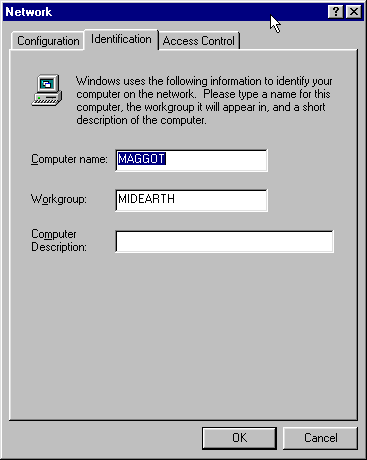 Network
Configuration Identification Access Control
Windows uses the following information to identify your
computer on the network. Please type a name for this
computer, the workgroup it will appear in, and a short
description of the computer.
Computer name: MAGGOT
Workgroup: MIDEARTH
Computer
Description:
OK Cancel